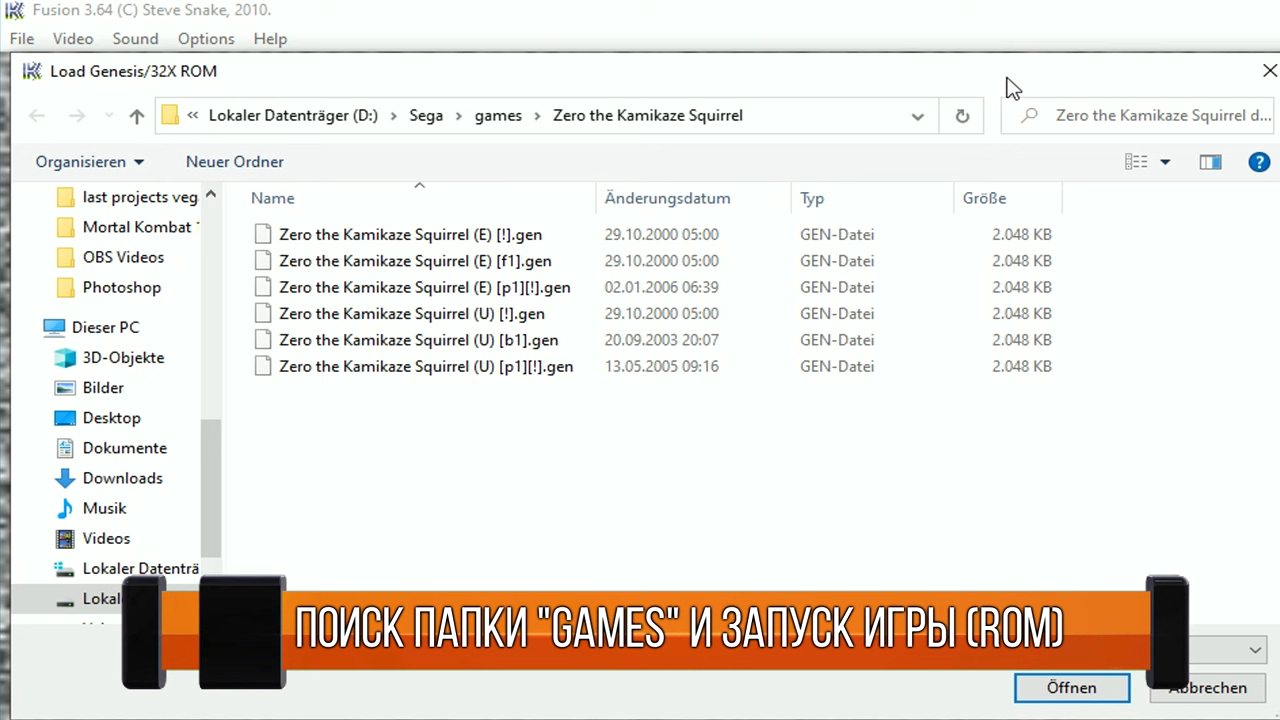 Fusion 3.64 (C) Steve Snake, 2010.
File Video Sound Options Help
Load Genesis/32X ROM
« Lokaler Datenträger (D:) › Sega › games › Zero the Kamikaze Squirrel
Zero the Kamikaze Squirrel d...
Organisieren Neuer Ordner
Name Änderungsdatum Typ Größe
last projects veg
Mortal Kombat
OBS Videos
Photoshop
Dieser PC
3D-Objekte
Bilder
Desktop
Dokumente
Downloads
Musik
Videos
Lokaler Datenträ
Lokal
Zero the Kamikaze Squirrel (E) [!].gen 29.10.2000 05:00 GEN-Datei 2.048 KB
Zero the Kamikaze Squirrel (E) [f1].gen 29.10.2000 05:00 GEN-Datei 2.048 KB
Zero the Kamikaze Squirrel (E) [p1][!].gen 02.01.2006 06:39 GEN-Datei 2.048 KB
Zero the Kamikaze Squirrel (U) [!].gen 29.10.2000 05:00 GEN-Datei 2.048 KB
Zero the Kamikaze Squirrel (U) [b1].gen 20.09.2003 20:07 GEN-Datei 2.048 KB
Zero the Kamikaze Squirrel (U) [p1][!].gen 13.05.2005 09:16 GEN-Datei 2.048 KB
ПОИСК ПАПКИ "GAMES" И ЗАПУСК ИГРЫ (ROM)
Öffnen Abbrechen